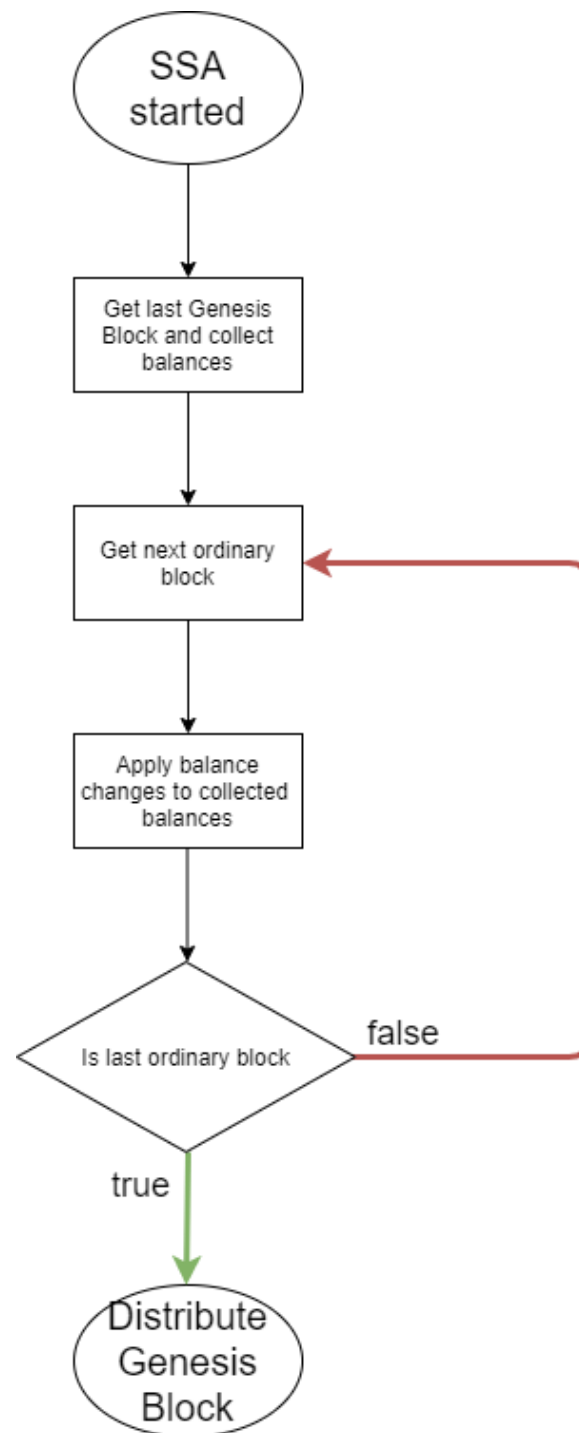 SSA
started
Get last Genesis
Block and collect
balances
Get next ordinary
block
Apply balance
changes to collected
balances
Is last ordinary block
false
true
Distribute
Genesis
Block